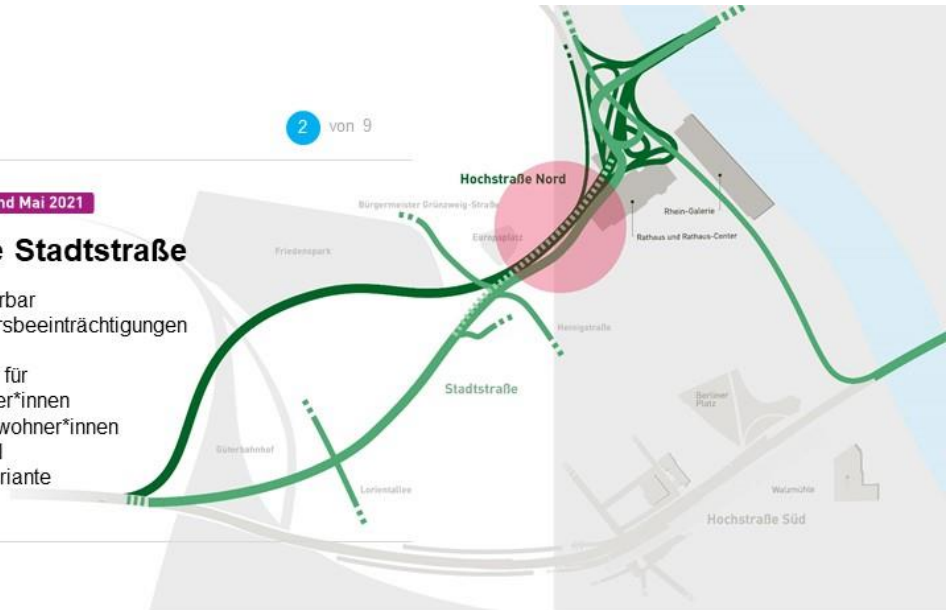 2 von 9
nd Mai 2021
e Stadtstraße
rbar
rsbeeinträchtigungen
für
er*innen
wohner*innen
l
riante
Hochstraße Nord
Bürgermeister Grünzweig-Straße
Europaplatz
Friedenspark
Rhein-Galerie
Rathaus und Rathaus-Center
Heinigstraße
Stadtstraße
Berliner
Platz
Güterbahnhof
Lorientallee
Walzmühle
Hochstraße Süd